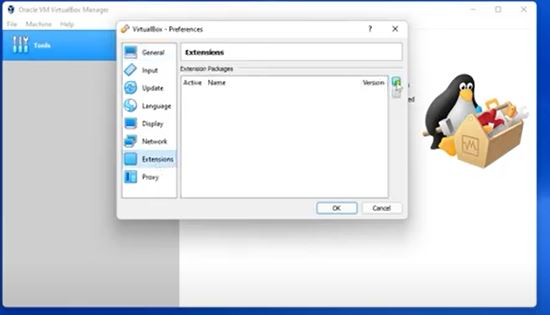 Oracle VM VirtualBox Manager
File Machine Help
Tools
VirtualBox - Preferences
?
General
Input
Update
Language
Display
Network
Extensions
Proxy
Extensions
Extension Packages
Active Name Version
OK Cancel